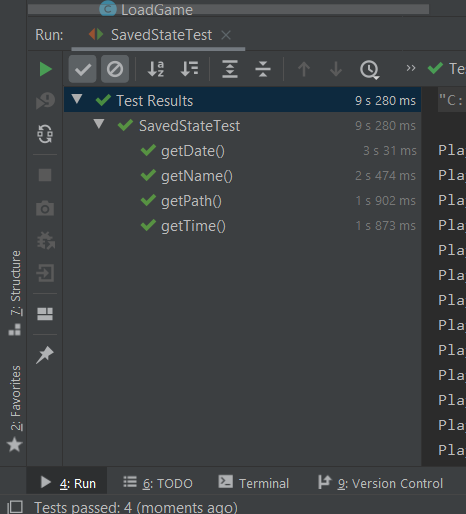 LoadGame
Run: SavedStateTest
Test Results 9 s 280 ms
SavedStateTest 9 s 280 ms
getDate() 3 s 31 ms
getName() 2 s 474 ms
getPath() 1 s 902 ms
getTime() 1 s 873 ms
Te
"C:
Pla
Pla
Pla
Pla
Pla
Pla
Pla
Pla
Pla
Pla
Pla
Pla
Pla
7: Structure
2: Favorites
4: Run 6: TODO Terminal 9: Version Control
Tests passed: 4 (moments ago)